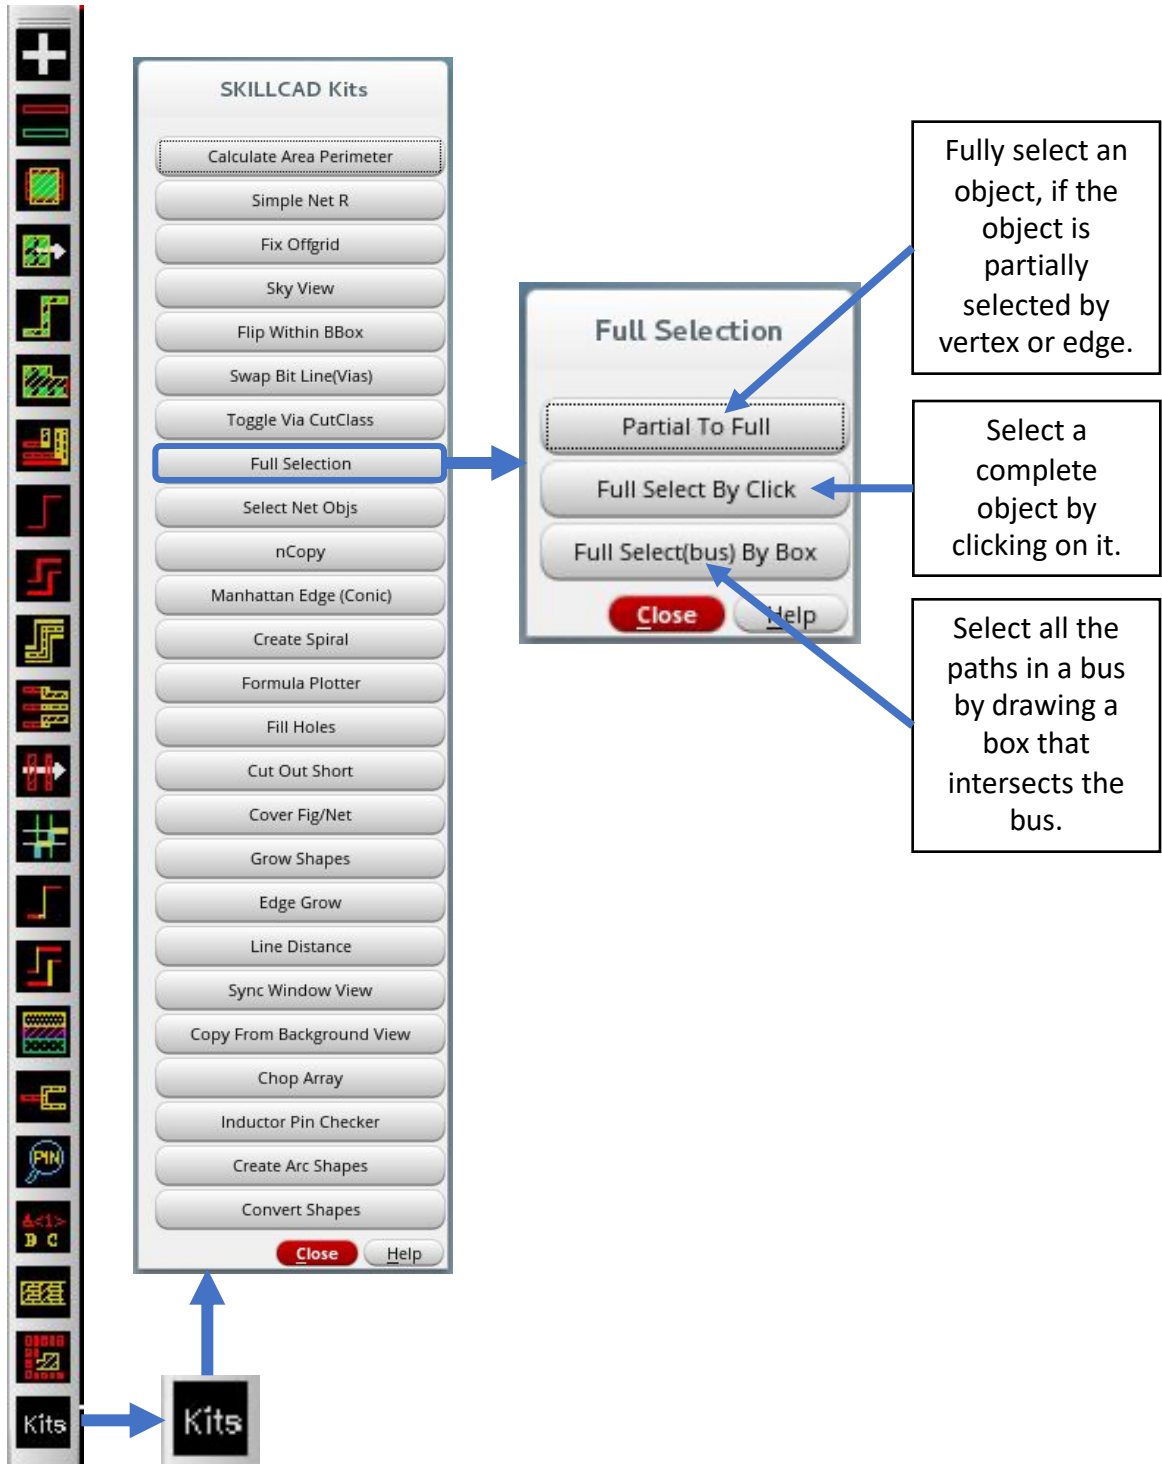 SKILLCAD Kits
Calculate Area Perimeter
Simple Net R
Fix Offgrid
Sky View
Flip Within BBox
Swap Bit Line(Vias)
Toggle Via CutClass
Full Selection
Select Net Objs
nCopy
Manhattan Edge (Conic)
Create Spiral
Formula Plotter
Fill Holes
Cut Out Short
Cover Fig/Net
Grow Shapes
Edge Grow
Line Distance
Sync Window View
Copy From Background View
Chop Array
Inductor Pin Checker
Create Arc Shapes
Convert Shapes
Close Help
Full Selection
Partial To Full
Full Select By Click
Full Select(bus) By Box
Close Help
Fully select an
object, if the
object is
partially
selected by
vertex or edge.
Select a
complete
object by
clicking on it.
Select all the
paths in a bus
by drawing a
box that
intersects the
bus.
PIN
&<1>
B C
Kits
Kits